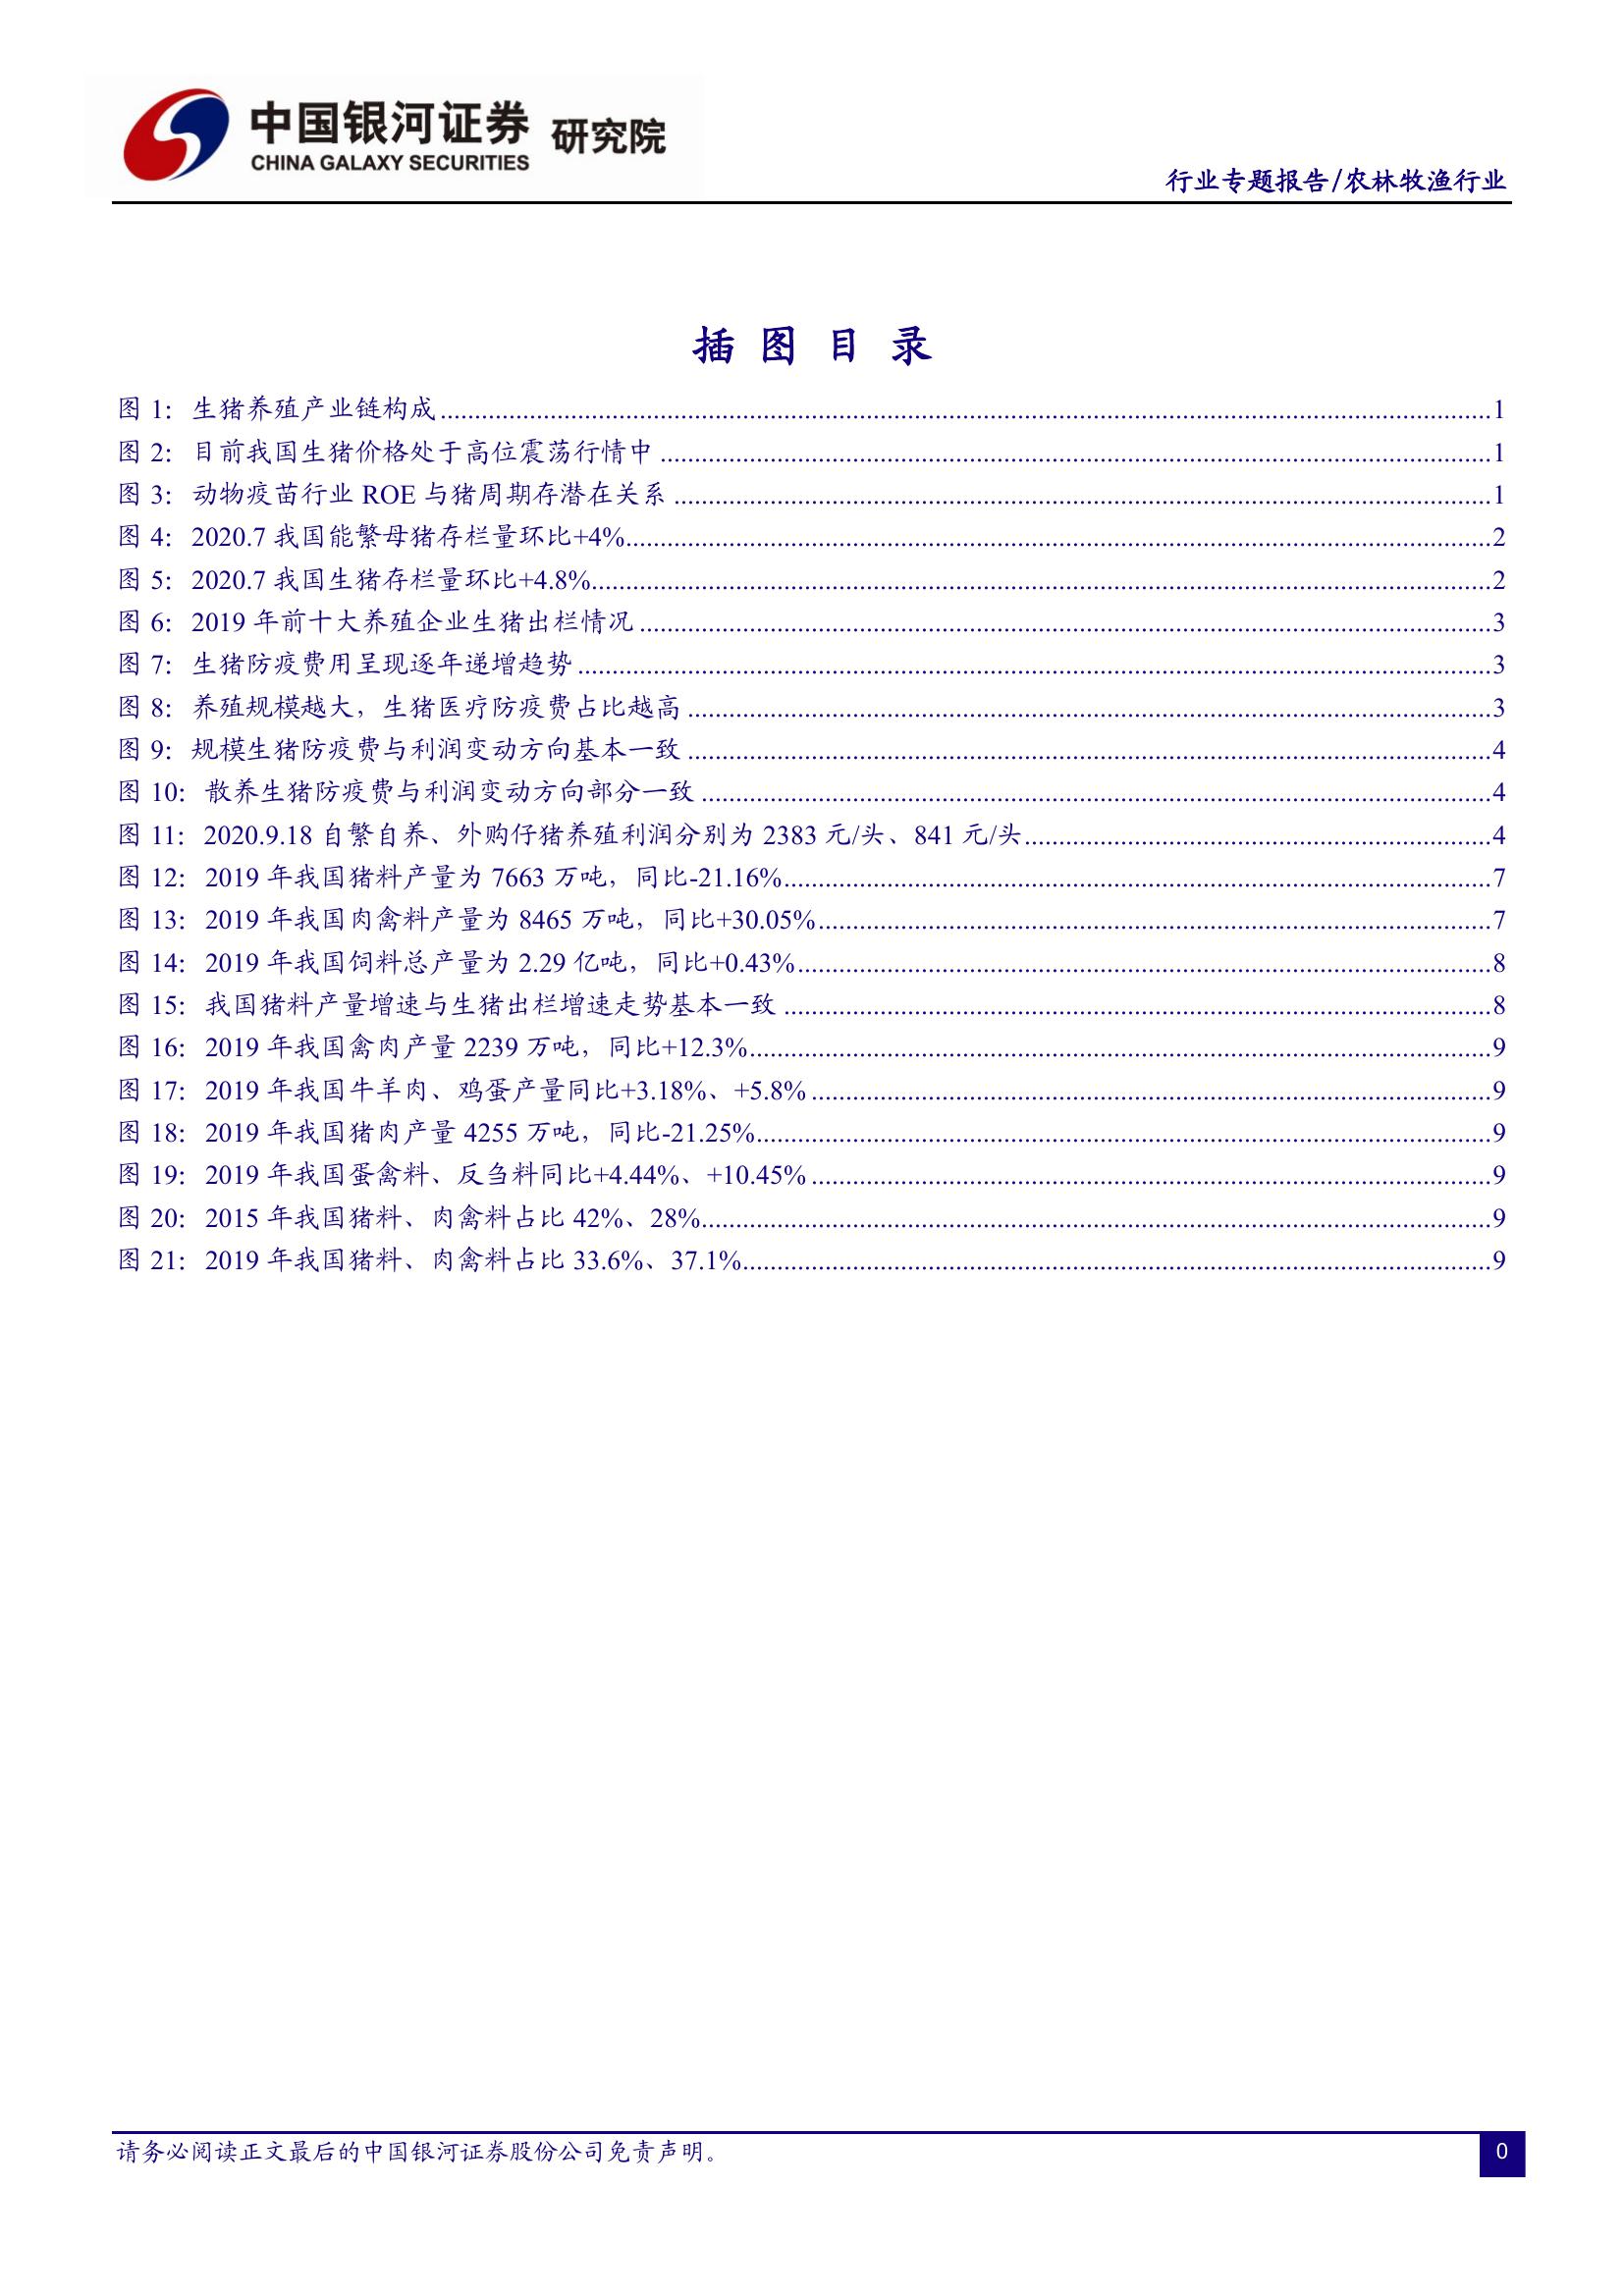 中国银河证券 研究院
CHINA GALAXY SECURITIES
行业专题报告/农林牧渔行业
插 图 目 录
图 1: 生猪养殖产业链构成..........1
图 2: 目前我国生猪价格处于高位震荡行情中..........1
图 3: 动物疫苗行业 ROE 与猪周期存潜在关系..........1
图 4: 2020.7 我国能繁母猪存栏量环比+4%..........2
图 5: 2020.7 我国生猪存栏量环比+4.8%..........2
图 6: 2019 年前十大养殖企业生猪出栏情况..........3
图 7: 生猪防疫费用呈现逐年递增趋势..........3
图 8: 养殖规模越大，生猪医疗防疫费占比越高..........3
图 9: 规模生猪防疫费与利润变动方向基本一致..........4
图 10: 散养生猪防疫费与利润变动方向部分一致..........4
图 11: 2020.9.18 自繁自养、外购仔猪养殖利润分别为 2383 元/头、841 元/头..........4
图 12: 2019 年我国猪料产量为 7663 万吨，同比-21.16%..........7
图 13: 2019 年我国肉禽料产量为 8465 万吨，同比+30.05%..........7
图 14: 2019 年我国饲料总产量为 2.29 亿吨，同比+0.43%..........8
图 15: 我国猪料产量增速与生猪出栏增速走势基本一致..........8
图 16: 2019 年我国禽肉产量 2239 万吨，同比+12.3%..........9
图 17: 2019 年我国牛羊肉、鸡蛋产量同比+3.18%、+5.8%..........9
图 18: 2019 年我国猪肉产量 4255 万吨，同比-21.25%..........9
图 19: 2019 年我国蛋禽料、反刍料同比+4.44%、+10.45%..........9
图 20: 2015 年我国猪料、肉禽料占比 42%、28%..........9
图 21: 2019 年我国猪料、肉禽料占比 33.6%、37.1%..........9
请务必阅读正文最后的中国银河证券股份公司免责声明。
0